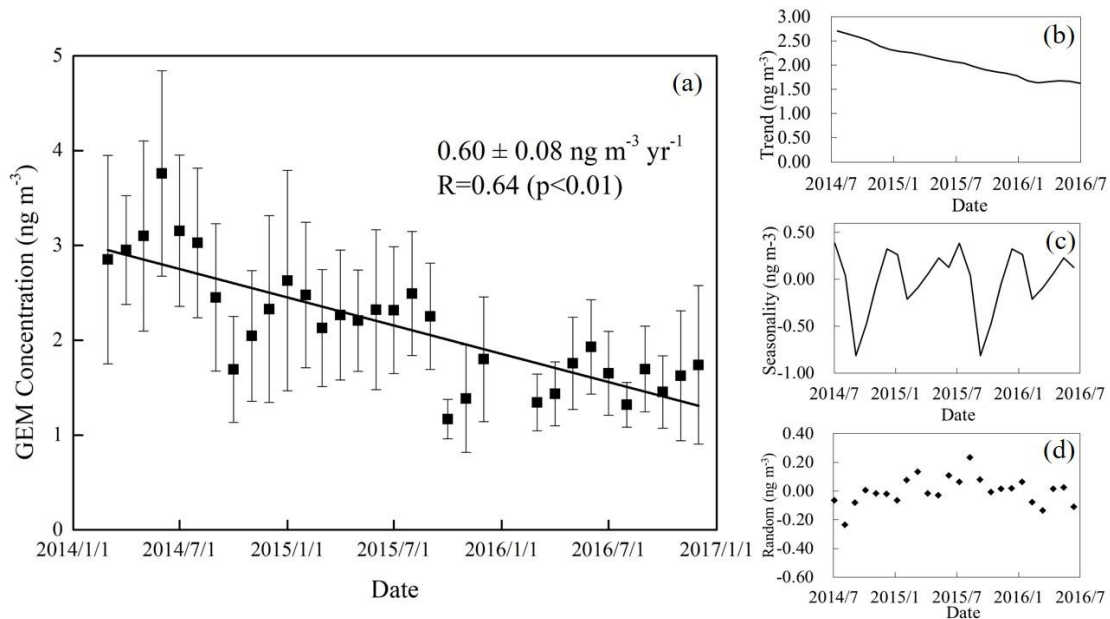 5
4
3
2
1
0
GEM Concentration (ng m-3)
(a)
0.60 ± 0.08 ng m-3 yr-1
R=0.64 (p<0.01)
2014/1/1 2014/7/1 2015/1/1 2015/7/1 2016/1/1 2016/7/1 2017/1/1
Date
3.00
2.50
2.00
1.50
1.00
0.50
0.00
Trend (ng m-3)
(b)
2014/7 2015/1 2015/7 2016/1 2016/7
Date
0.50
0.00
-0.50
-1.00
Seasonality (ng m-3)
(c)
2014/7 2015/1 2015/7 2016/1 2016/7
Date
0.40
0.20
0.00
-0.20
-0.40
-0.60
Random (ng m-3)
(d)
2014/7 2015/1 2015/7 2016/1 2016/7
Date